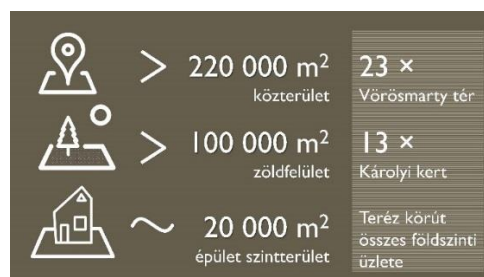 > 220 000 m²
közterület
23 ×
Vörösmarty tér
> 100 000 m²
zöldfelület
13 ×
Károlyi kert
~ 20 000 m²
épület szintterület
Teréz körút
összes földszinti
üzlete